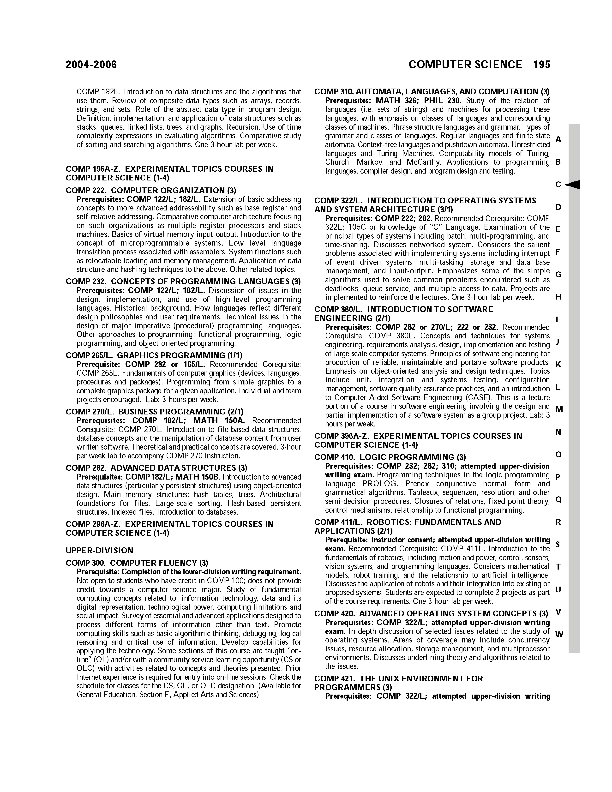 2004-2006
COMPUTER SCIENCE 195
COMP 182/L. Introduction to data structures and the algorithms that
use them. Review of composite data types such as arrays, records,
strings, and sets. Role of the abstract data type in program design.
Definition, implementation, and application of data structures such as
stacks, queues, linked lists, trees, and graphs. Recursion. Use of time
complexity expressions in evaluating algorithms. Comparative study
of sorting and searching algorithms. One 3-hour lab per week.
COMP 196A-Z. EXPERIMENTAL TOPICS COURSES IN
COMPUTER SCIENCE (1-4)
COMP 222. COMPUTER ORGANIZATION (3)
Prerequisites: COMP 122/L; 182/L. Extension of basic addressing
concepts to more advanced addressibility such as base register and
self-relative addressing. Comparative computer architecture focusing
on such organizations as multiple register processors and stack
machines. Basics of virtual memory input-output. Introduction to the
concept of microprogrammable systems. Low level language
translation process associated with assemblers. System functions such
as relocatable loading and memory management. Application of data
structure and hashing techniques to the above. Other related topics.
COMP 232. CONCEPTS OF PROGRAMMING LANGUAGES (3)
Prerequisites: COMP 122/L; 182/L. Discussion of issues in the
design, implementation, and use of high-level programming
languages. Historical background. How languages reflect different
design philosophies and user requirements. Technical issues in the
design of major imperative (procedural) programming languages.
Other approaches to programming: functional programming, logic
programming, and object oriented programming.
COMP 265/L. GRAPHICS PROGRAMMING (1/1)
Prerequisites: COMP 282 or 165/L. Recommended Corequisite:
COMP 265L. Fundamentals of computer graphics (devices, languages,
procedures and packages). Programming from simple graphics to a
complete graphics package for a given application. Individual and team
projects encouraged. Lab: 3 hours per week.
COMP 270/L. BUSINESS PROGRAMMING (2/1)
Prerequisites: COMP 182/L; MATH 150A. Recommended
Corequisite: COMP 270L. Introduction to file-based data structures,
database concepts and the manipulation of database content from user
written software. Theoretical and practical concepts are covered. 3-hour
per week lab to accompany COMP 270 instruction.
COMP 282. ADVANCED DATA STRUCTURES (3)
Prerequisites: COMP 182/L; MATH 150B. Introduction to advanced
data structures (particularly persistent structures) using object-oriented
design. Main memory structures: hash tables, trees. Architectural
foundations for files. Large-scale sorting. Hash-based persistent
structures. Indexed files. Introduction to databases.
COMP 296A-Z. EXPERIMENTAL TOPICS COURSES IN
COMPUTER SCIENCE (1-4)
UPPER-DIVISION
COMP 300. COMPUTER FLUENCY (3)
Prerequisite: Completion of the lower-division writing requirement.
Not open to students who have credit in COMP 100; does not provide
credit towards a computer science major. Study of fundamental
computing concepts related to information technology, data and its
digital representation, technological power, computing limitations and
social impact. Survey of essential and advanced applications designed to
process different forms of information other than text. Promote
computing skills such as basic algorithmic thinking, debugging, logical
reasoning and critical use of information. Develop capabilities for
applying the technology. Some sections of this course are taught "on-
line" (OL) and/or with a community service learning opportunity (CS or
OLC) with activities related to concepts and theories presented. Prior
Internet experience is required for entry into on-line sessions. Check the
schedule for classes for the CS, OL, or OLC designation. (Available for
General Education, Section E, Applied Arts and Sciences)
COMP 310. AUTOMATA, LANGUAGES, AND COMPUTATION (3)
Prerequisites: MATH 326; PHIL 230. Study of the relation of
languages (i.e. sets of strings) and machines for processing these
languages, with emphasis on classes of languages and corresponding
classes of machines. Phrase structure languages and grammar. Types of
grammar and classes of languages. Regular languages and finite state
automata. Context-free languages and pushdown automata. Unrestricted
languages and Turing Machines. Computability models of Turing,
Church, Markov, and McCarthy. Applications to programming
languages, compiler design, and program design and testing.
COMP 322/L. INTRODUCTION TO OPERATING SYSTEMS
AND SYSTEM ARCHITECTURE (3/1)
Prerequisites: COMP 222; 282. Recommended Corequisite: COMP
322L; 105C or knowledge of "C" Language. Examination of the
principal types of systems including batch, multi-programming, and
time-sharing. Discusses networked system. Considers the salient
problems associated with implementing systems including interrupt
of event driven systems, multi-tasking, storage and data base
management, and input-output. Emphasizes some of the simple
algorithms used to solve common problems encountered such as
deadlocks, queue service, and multiple access to data. Projects are
implemented to reinforce the lectures. One 3-hour lab per week.
COMP 380/L. INTRODUCTION TO SOFTWARE
ENGINEERING (2/1)
Prerequisites: COMP 282 or 270/L; 222 or 232. Recommended
Corequisite: COMP 380L. Concepts and techniques for systems
engineering, requirements analysis, design, implementation and testing
of large scale computer systems. Principles of software engineering for
production of reliable, maintainable and portable software products.
Emphasis on object-oriented analysis and design techniques. Topics
include unit, integration and systems testing, configuration
management, software quality assurance practices, and an introduction
to Computer Aided Software Engineering (CASE). This is a lecture
portion of a course in software engineering involving the design and
partial implementation of a software system as a group project. Lab: 3
hours per week.
COMP 396A-Z. EXPERIMENTAL TOPICS COURSES IN
COMPUTER SCIENCE (1-4)
COMP 410. LOGIC PROGRAMMING (3)
Prerequisites: COMP 232; 282; 310; attempted upper-division
writing exam. Programming techniques in the logic programming
language PROLOG. Prenex conjunctive normal form and
grammatical algorithms. Tableaux, sequenzen, resolution, and other
semi decision procedures. Closures of relations, fixed point theory,
control mechanisms, relationship to functional programming.
COMP 411/L. ROBOTICS: FUNDAMENTALS AND
APPLICATIONS (2/1)
Prerequisite: Instructor consent; attempted upper-division writing
exam. Recommended Corequisite: COMP 411L. Introduction to the
fundamentals of robotics, including motion and power, control, sensors,
vision systems, and programming languages. Considers mathematical
models, robot training, and the relationship to artificial intelligence.
Discusses the application of robots and their integration into existing or
proposed systems. Students are expected to complete 2 projects as part
of the course requirements. One 3-hour lab per week.
COMP 420. ADVANCED OPERATING SYSTEM CONCEPTS (3)
Prerequisites: COMP 322/L; attempted upper-division writing
exam. In depth discussion of selected issues related to the study of
operating systems. Areas of coverage may include concurrency
issues, resource allocation, storage management, and multiprocessor
environments. Discusses underlying theory and algorithms related to
the issues.
COMP 421. THE UNIX ENVIRONMENT FOR
PROGRAMMERS (3)
Prerequisites: COMP 322/L; attempted upper-division writing
A
B
C
D
E
F
G
H
I
J
K
L
M
N
O
P
Q
R
S
T
U
V
W